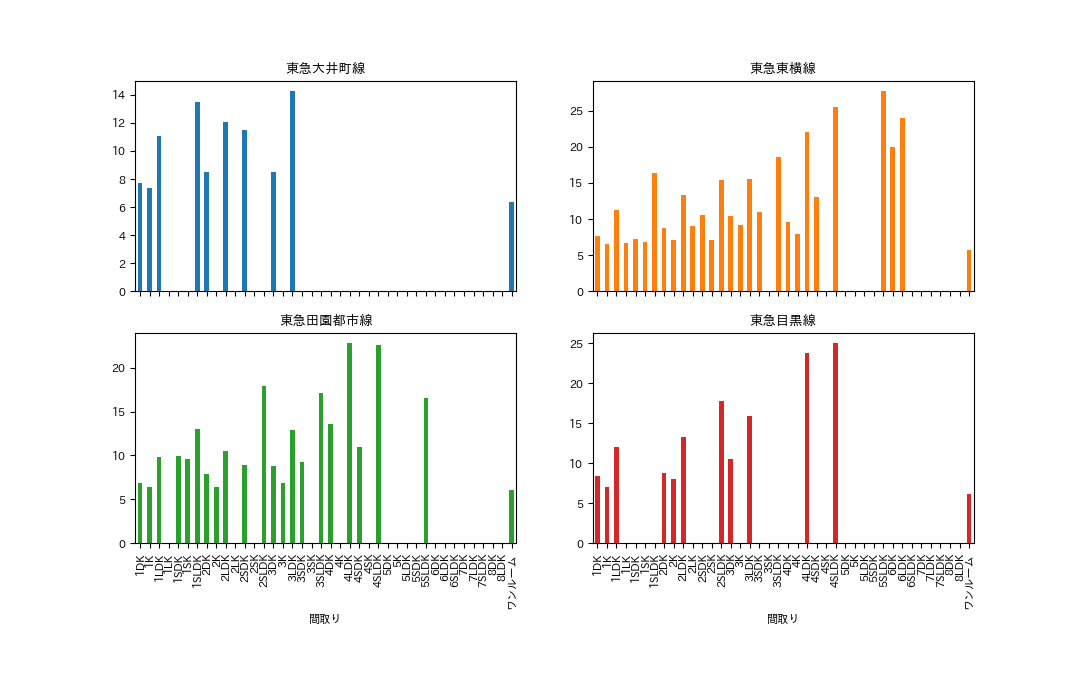 東急大井町線
14
12
10
8
6
4
2
0
東急東横線
25
20
15
10
5
0
東急田園都市線
20
15
10
5
0
1DK
1K
1LDK
1LK
1SDK
1SK
1SLDK
2DK
2K
2LDK
2LK
2SDK
2SK
2SLDK
3DK
3K
3LDK
3SDK
3SK
3SLDK
4DK
4K
4LDK
4SDK
4SK
4SLDK
5DK
5K
5LDK
5SDK
5SLDK
6DK
6LDK
6SLDK
7DK
7LDK
7SLDK
8DK
8LDK
ワンルーム
間取り
東急目黒線
25
20
15
10
5
0
1DK
1K
1LDK
1LK
1SDK
1SK
1SLDK
2DK
2K
2LDK
2LK
2SDK
2SK
2SLDK
3DK
3K
3LDK
3SDK
3SK
3SLDK
4DK
4K
4LDK
4SDK
4SK
4SLDK
5DK
5K
5LDK
5SDK
5SLDK
6DK
6LDK
6SLDK
7DK
7LDK
7SLDK
8DK
8LDK
ワンルーム
間取り